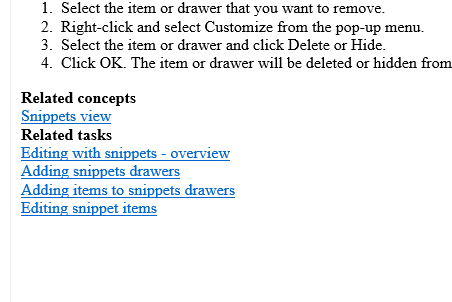 1. Select the item or drawer that you want to remove.
2. Right-click and select Customize from the pop-up menu.
3. Select the item or drawer and click Delete or Hide.
4. Click OK. The item or drawer will be deleted or hidden from
Related concepts
Snippets view
Related tasks
Editing with snippets - overview
Adding snippets drawers
Adding items to snippets drawers
Editing snippet items